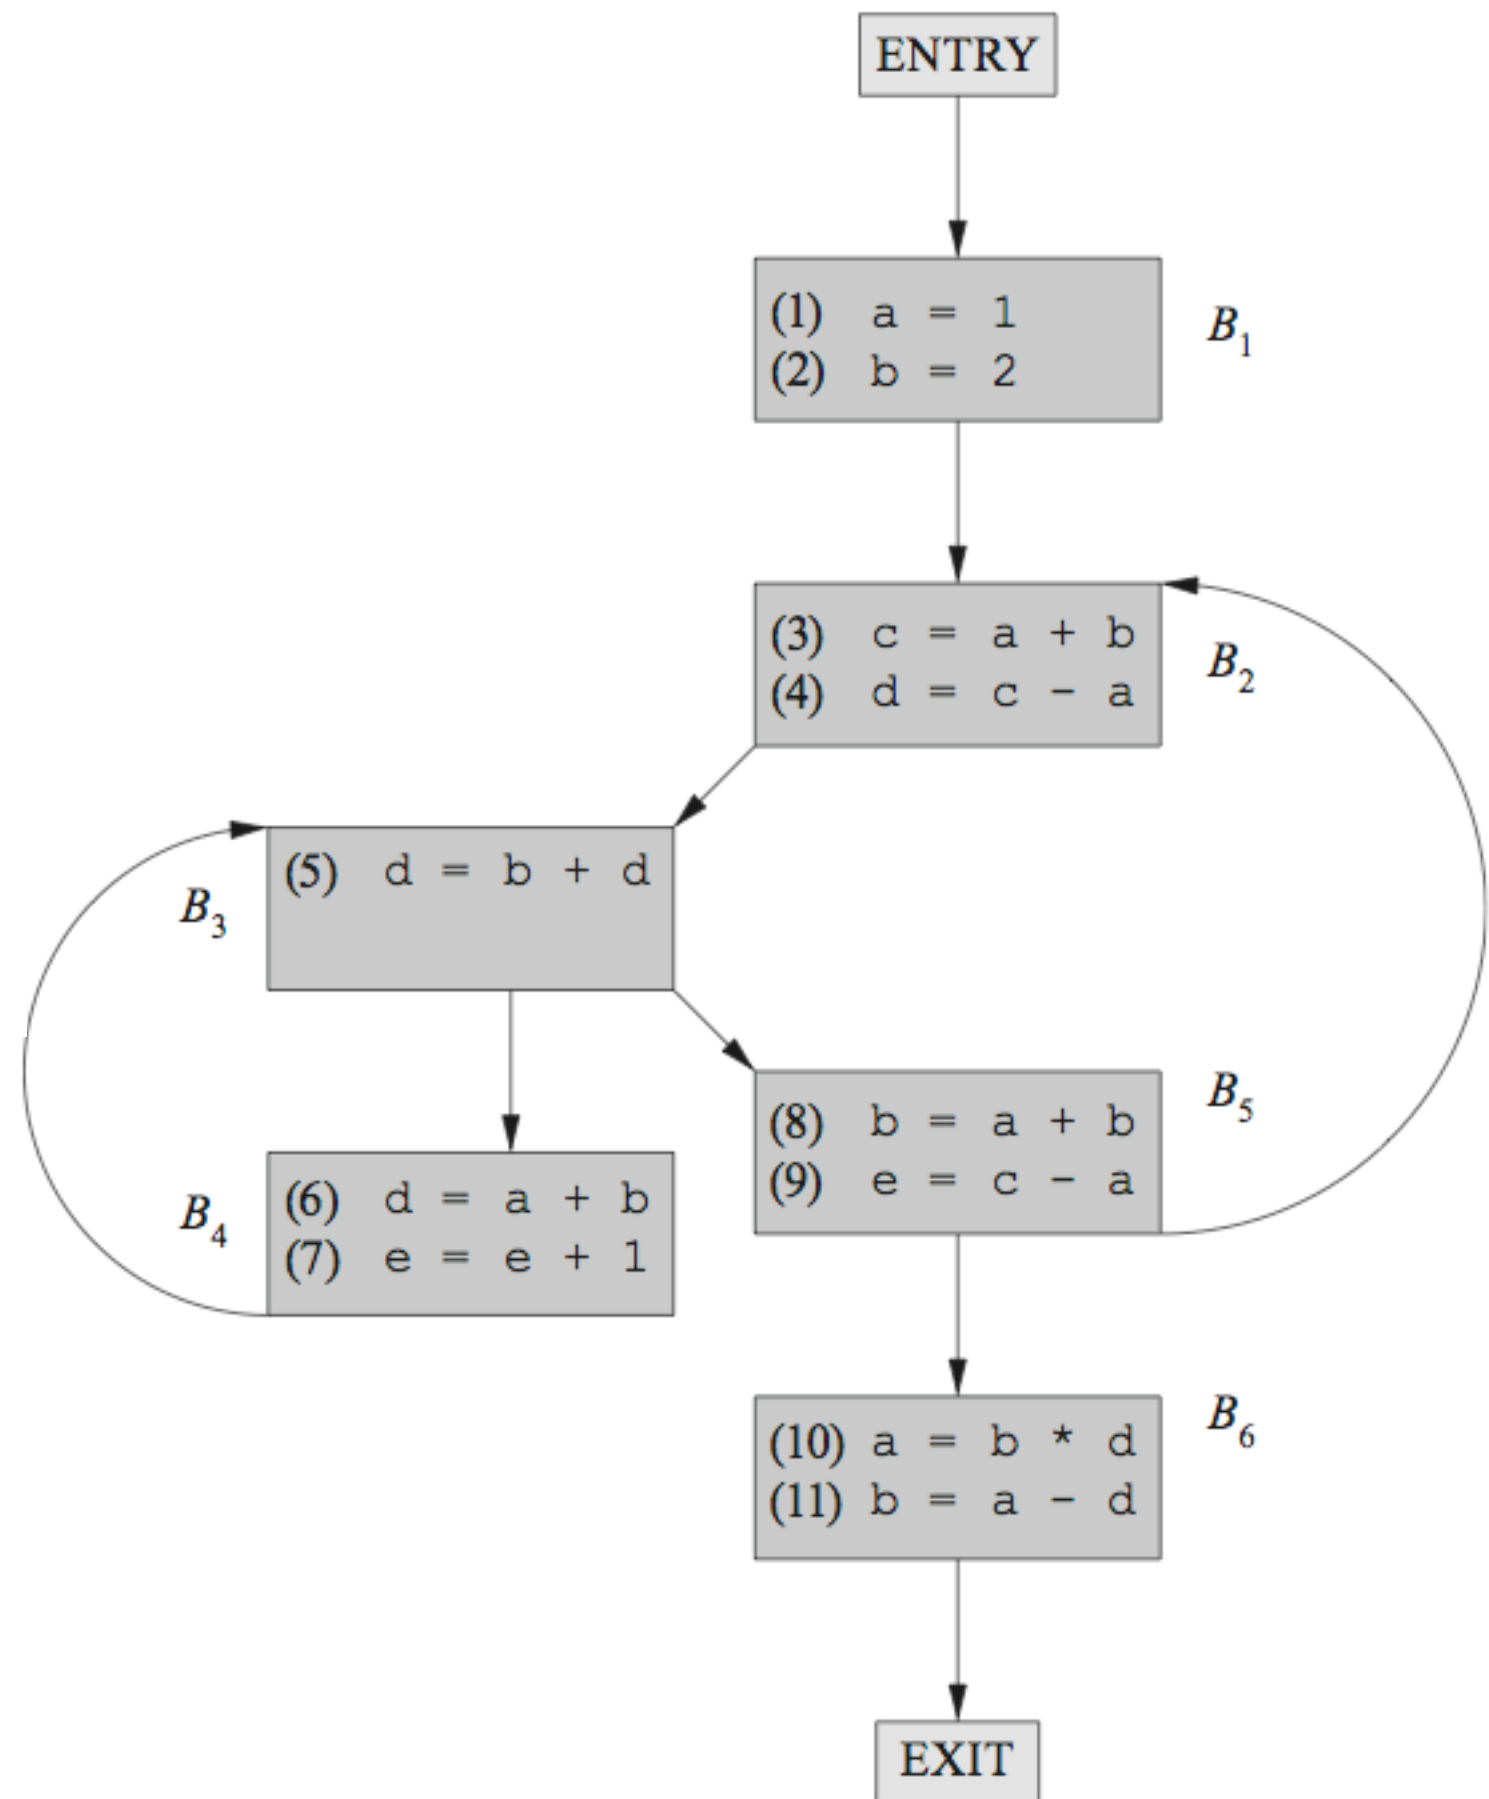 ENTRY
(1) a = 1
(2) b = 2
B1
(3) c = a + b
(4) d = c - a
B2
(5) d = b + d
B3
(6) d = a + b
(7) e = e + 1
B4
(8) b = a + b
(9) e = c - a
B5
(10) a = b * d
(11) b = a - d
B6
EXIT